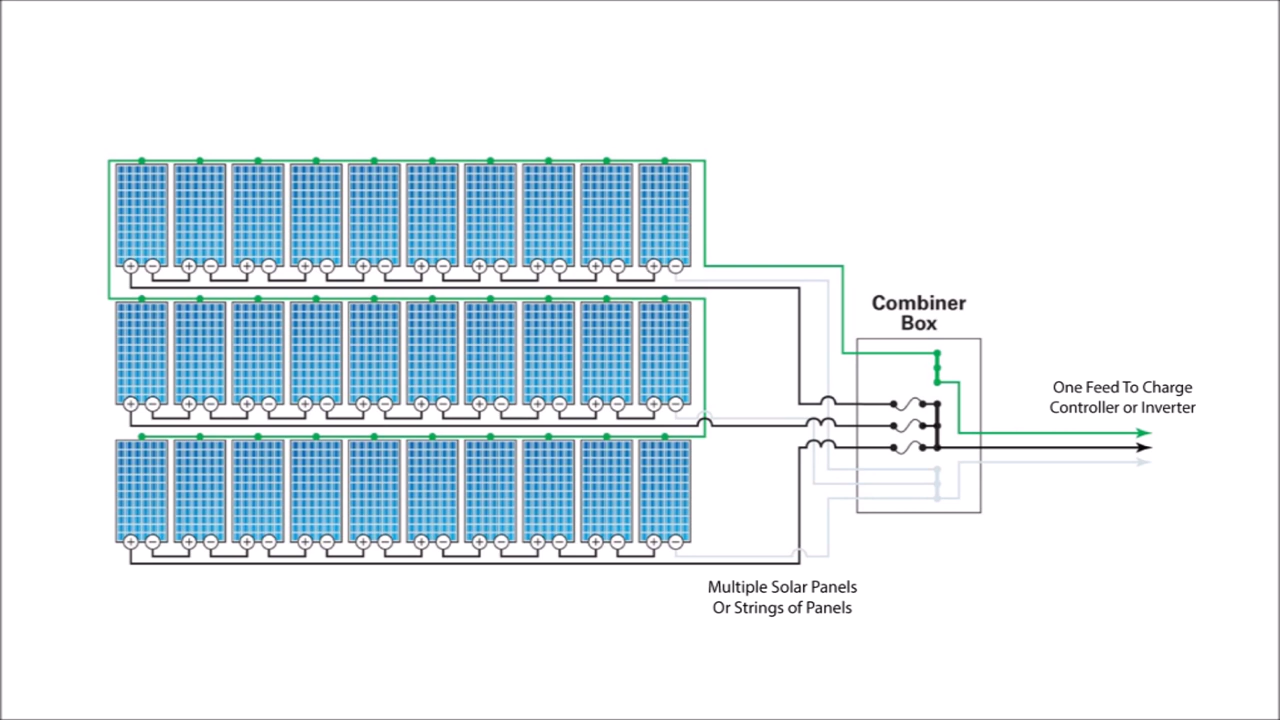 Combiner
Box
One Feed To Charge
Controller or Inverter
Multiple Solar Panels
Or Strings of Panels